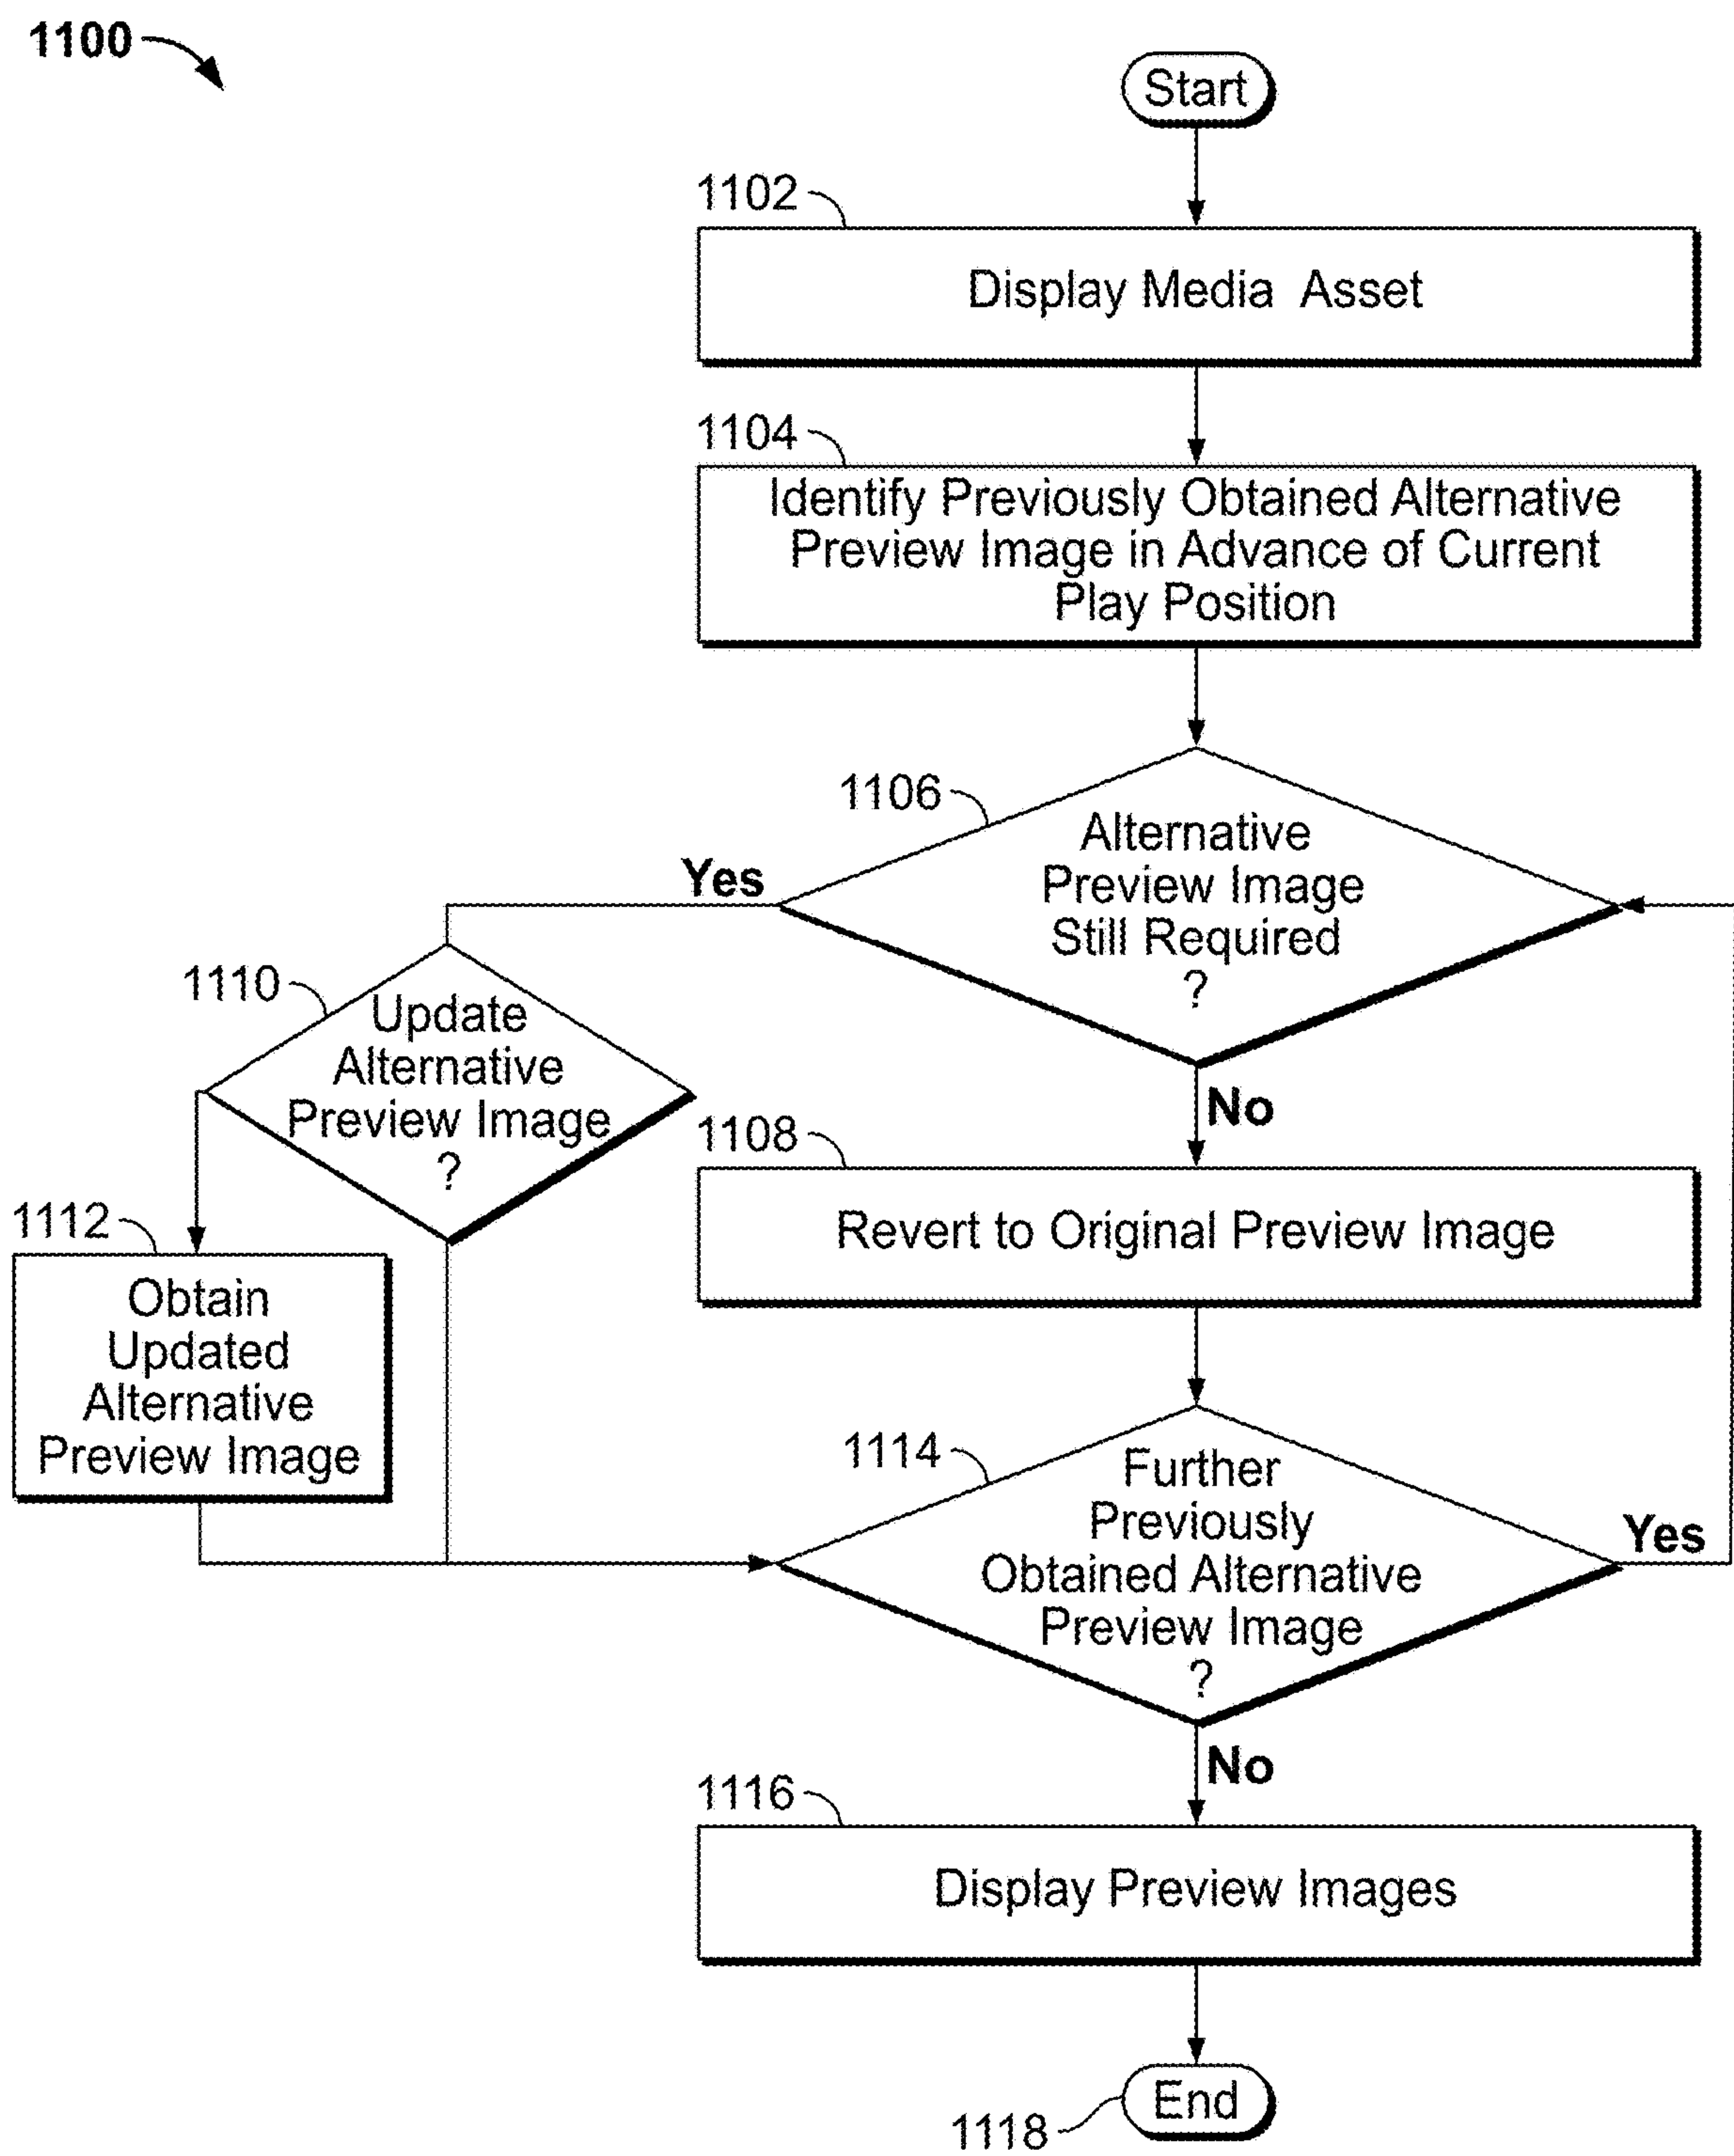 1100
Start
1102
Display Media Asset
1104
Identify Previously Obtained Alternative
Preview Image in Advance of Current
Play Position
1106
Alternative
Preview Image
Still Required
?
Yes
No
1110
Update
Alternative
Preview Image
?
1108
Revert to Original Preview Image
1112
Obtain
Updated
Alternative
Preview Image
1114
Further
Previously
Obtained Alternative
Preview Image
?
Yes
No
1116
Display Preview Images
End
1118